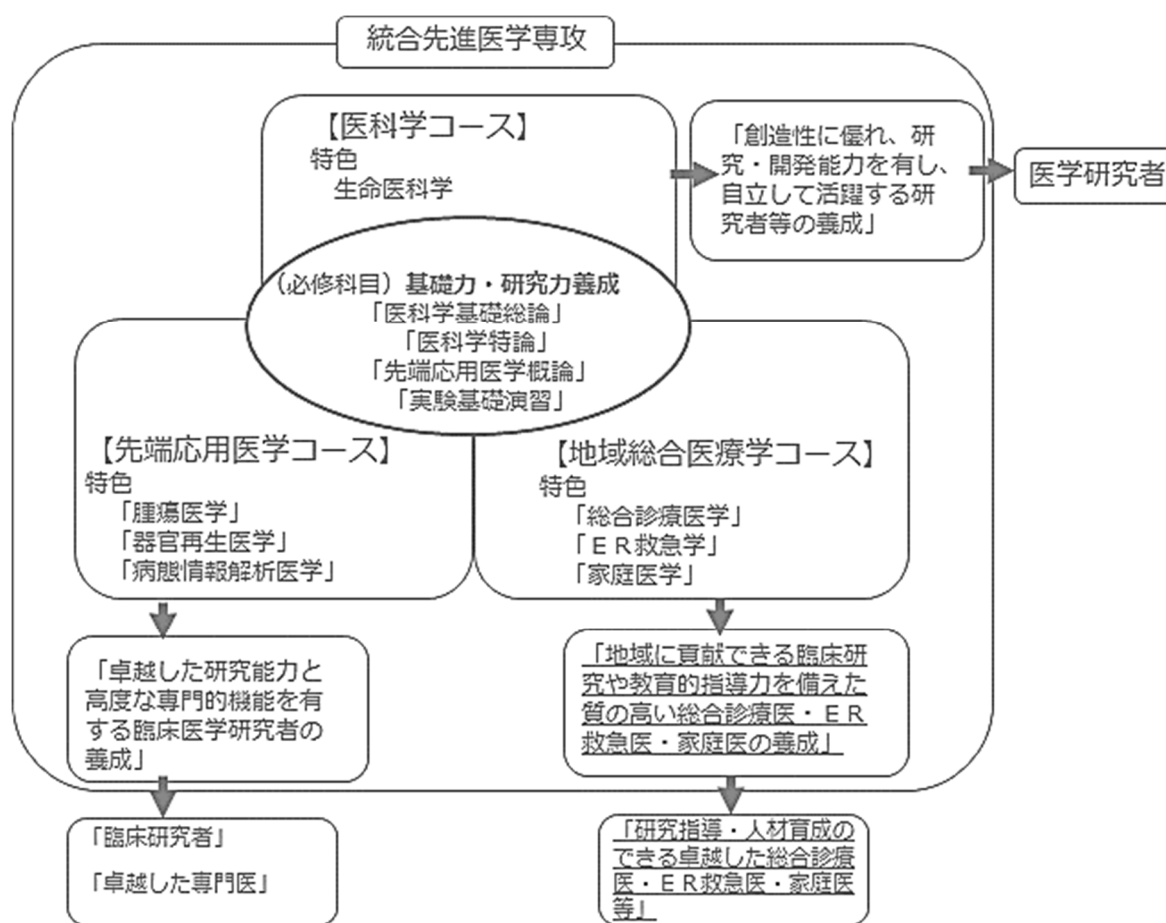 統合先進医学専攻
【医科学コース】
特色
生命医科学
「創造性に優れ、研
究・開発能力を有し、
自立して活躍する研
究者等の養成」
医学研究者
（必修科目）基礎力・研究力養成
「医科学基礎総論」
「医科学特論」
「先端応用医学概論」
「実験基礎演習」
【先端応用医学コース】
特色
「腫瘍医学」
「器官再生医学」
「病態情報解析医学」
【地域総合医療学コース】
特色
「総合診療医学」
「ＥＲ救急学」
「家庭医学」
「卓越した研究能力と
高度な専門的機能を有
する臨床医学研究者の
養成」
「地域に貢献できる臨床研
究や教育的指導力を備えた
質の高い総合診療医・ＥＲ
救急医・家庭医の養成」
「臨床研究者」
「卓越した専門医」
「研究指導・人材育成の
できる卓越した総合診療
医・ＥＲ救急医・家庭医
等」